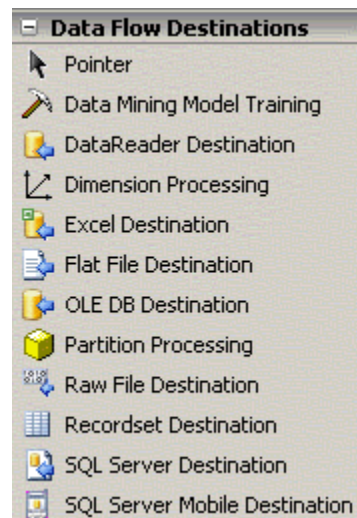 Data Flow Destinations
Pointer
Data Mining Model Training
DataReader Destination
Dimension Processing
Excel Destination
Flat File Destination
OLE DB Destination
Partition Processing
Raw File Destination
Recordset Destination
SQL Server Destination
SQL Server Mobile Destination